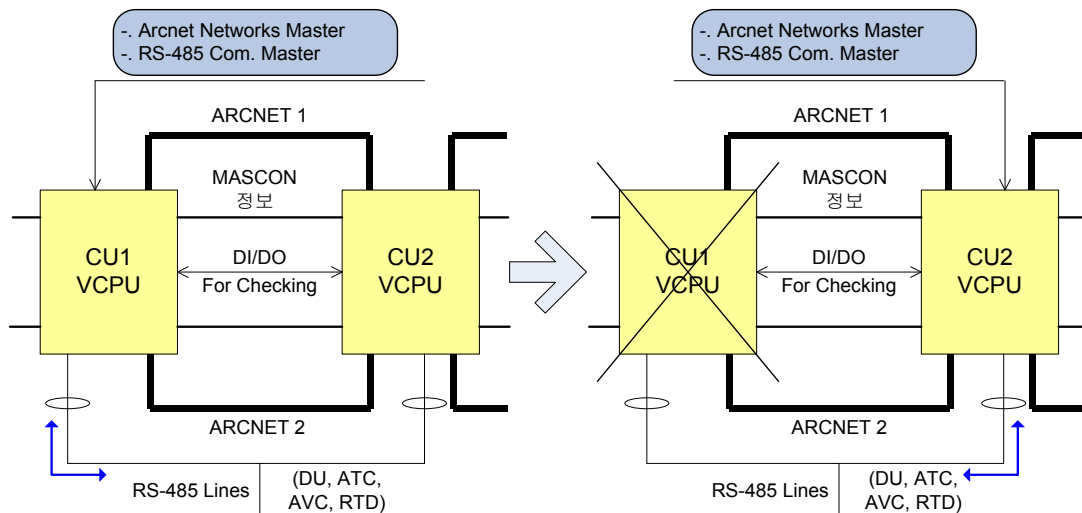 -. Arcnet Networks Master
-. RS-485 Com. Master
ARCNET 1
MASCON
정보
CU1
VCPU
DI/DO
For Checking
CU2
VCPU
ARCNET 2
RS-485 Lines
(DU, ATC,
AVC, RTD)
-. Arcnet Networks Master
-. RS-485 Com. Master
ARCNET 1
MASCON
정보
CU1
VCPU
DI/DO
For Checking
CU2
VCPU
ARCNET 2
RS-485 Lines
(DU, ATC,
AVC, RTD)